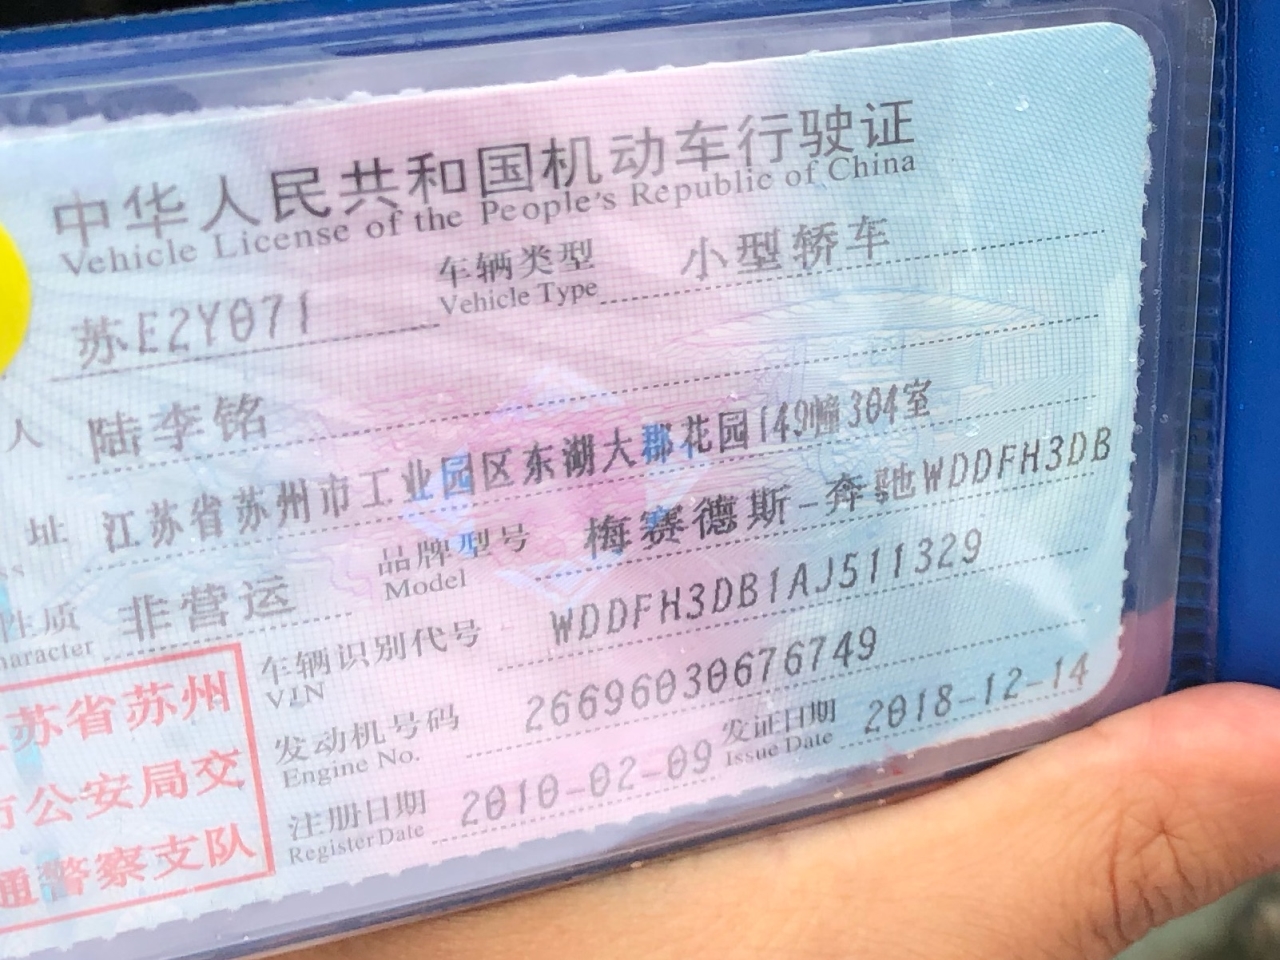 中华人民共和国机动车行驶证
Vehicle License of the People's Republic of China
苏E2Y071 车辆类型 小型轿车
Vehicle Type
人 陆李铭
址 江苏省苏州市工业园区东湖大郡花园149幢304室
ss
性质 非营运 品牌型号 梅赛德斯-奔驰WDDFH3DB
haracter Model
车辆识别代号 WDDFH3DB1AJ511329
VIN
发动机号码 26696030676749
Engine No.
注册日期 2010-02-09 发证日期 2018-12-14
Register Date Issue Date
苏省苏州
市公安局交
通警察支队